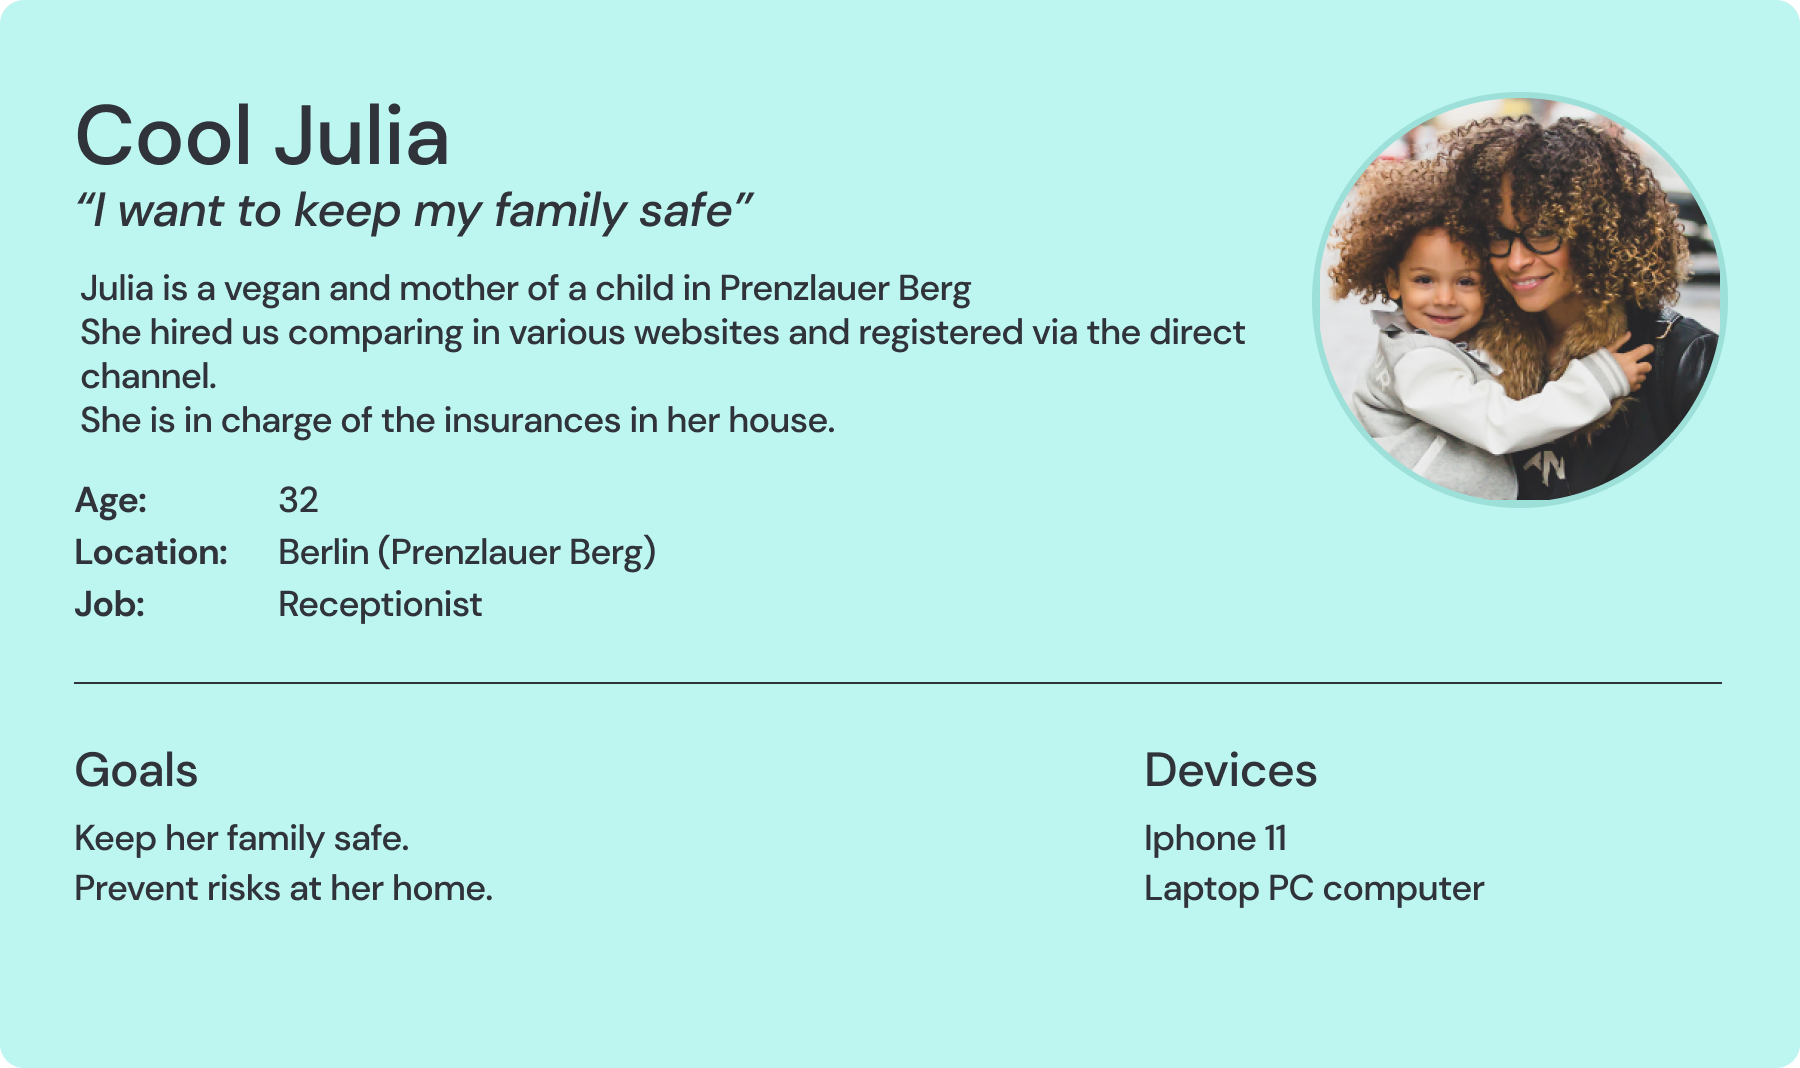 Cool Julia
“I want to keep my family safe”
Julia is a vegan and mother of a child in Prenzlauer Berg
She hired us comparing in various websites and registered via the direct
channel.
She is in charge of the insurances in her house.
Age: 32
Location: Berlin (Prenzlauer Berg)
Job: Receptionist
Goals
Keep her family safe.
Prevent risks at her home.
Devices
Iphone 11
Laptop PC computer